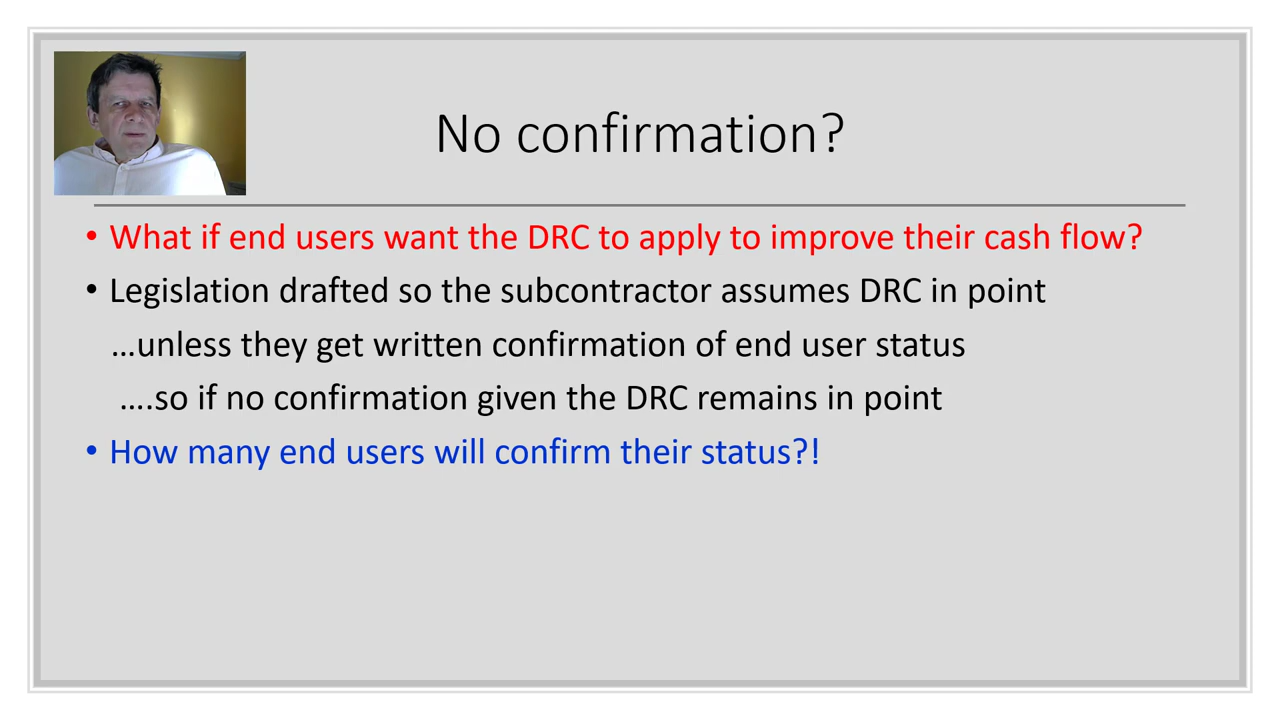 No confirmation?
• What if end users want the DRC to apply to improve their cash flow?
• Legislation drafted so the subcontractor assumes DRC in point
…unless they get written confirmation of end user status
….so if no confirmation given the DRC remains in point
• How many end users will confirm their status?!